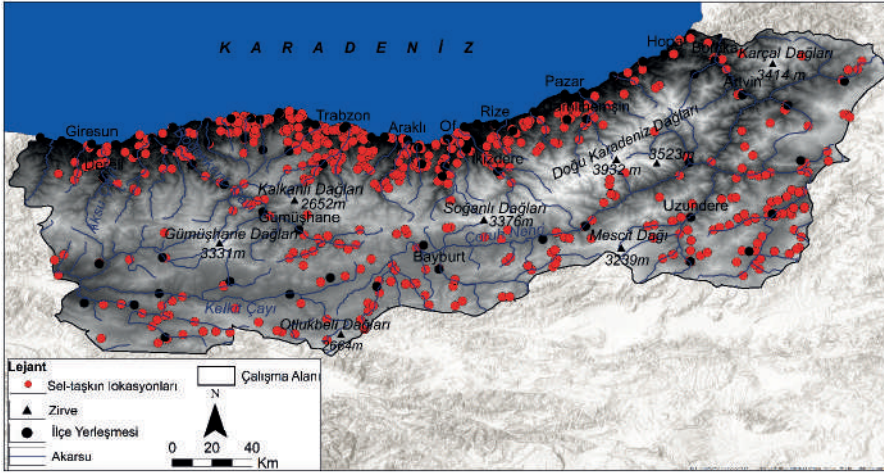 K A R A D E N İ Z
Hopa
Borçka
Karçal Dağları
3414 m
Artvin
Pazar
Trabzon
Rize
Of
Araklı
Giresun
İkizdere
Doğu Karadeniz Dağları
3523m
3932 m
Kalkanlı Dağları
2652m
Soğanlı Dağları
3376m
Uzundere
Gümüşhane
Gümüşhane Dağları
3331m
Çoruh Nehri
Mescit Dağı
3239m
Bayburt
Kelkit Çayı
Otlukbeli Dağları
Lejant
Sel-taşkın lokasyonları
Çalışma Alanı
Zirve
İlçe Yerleşmesi
Akarsu
N
0 20 40
Km